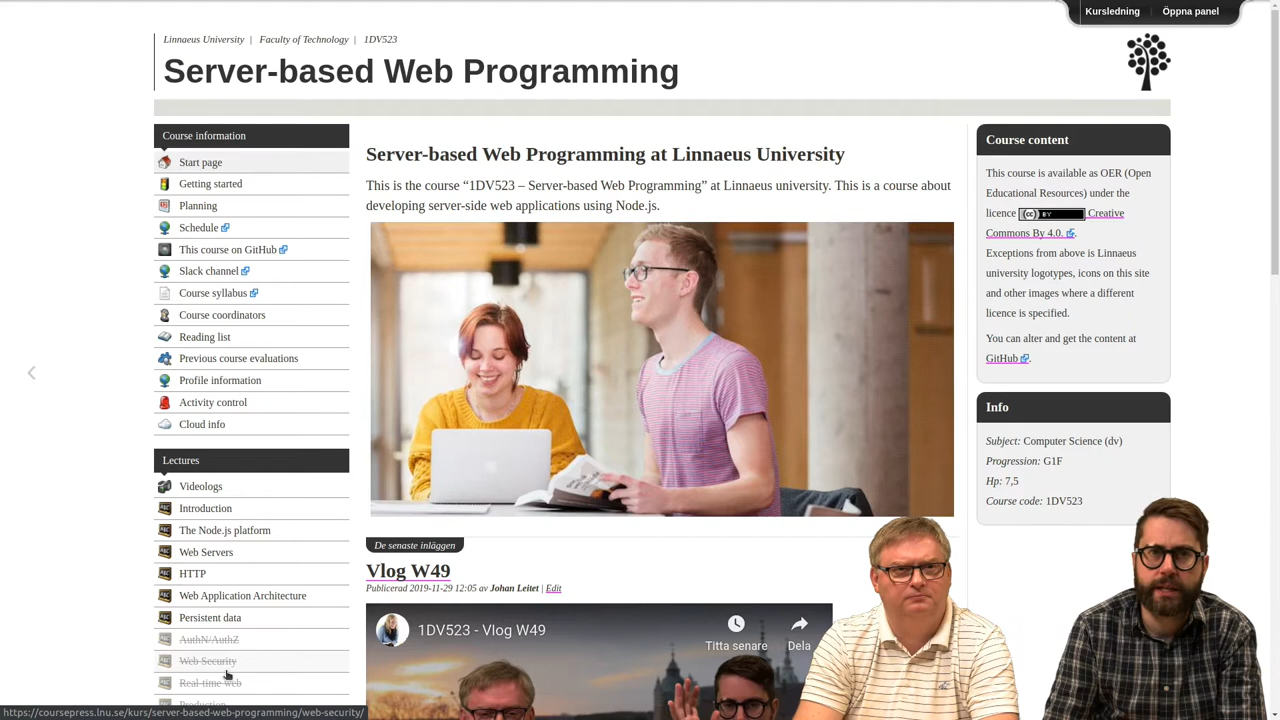 Kursledning
Öppna panel
Linnaeus University | Faculty of Technology | 1DV523
Server-based Web Programming
Course information
Start page
Getting started
Planning
Schedule
This course on GitHub
Slack channel
Course syllabus
Course coordinators
Reading list
Previous course evaluations
Profile information
Activity control
Cloud info
Lectures
Videologs
Introduction
The Node.js platform
Web Servers
HTTP
Web Application Architecture
Persistent data
AuthN/AuthZ
Web Security
Real-time web
Production
https://coursepress.lnu.se/kurs/server-based-web-programming/web-security/
Server-based Web Programming at Linnaeus University
This is the course “1DV523 – Server-based Web Programming” at Linnaeus university. This is a course about
developing server-side web applications using Node.js.
De senaste inläggen
Vlog W49
Publicerad 2019-11-29 12:05 av Johan Leitet | Edit
1DV523 - Vlog W49
Titta senare
Dela
Course content
This course is available as OER (Open
Educational Resources) under the
licence (cc) BY Creative
Commons By 4.0.
Exceptions from above is Linnaeus
university logotypes, icons on this site
and other images where a different
licence is specified.
You can alter and get the content at
GitHub.
Info
Subject: Computer Science (dv)
Progression: G1F
Hp: 7,5
Course code: 1DV523